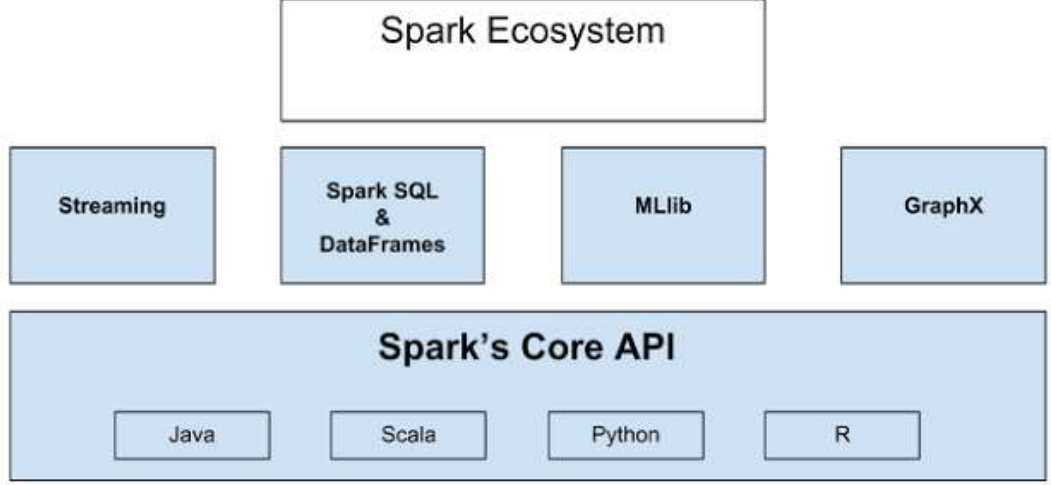 Spark Ecosystem
Streaming
Spark SQL
&
DataFrames
MLlib
GraphX
Spark’s Core API
Java
Scala
Python
R